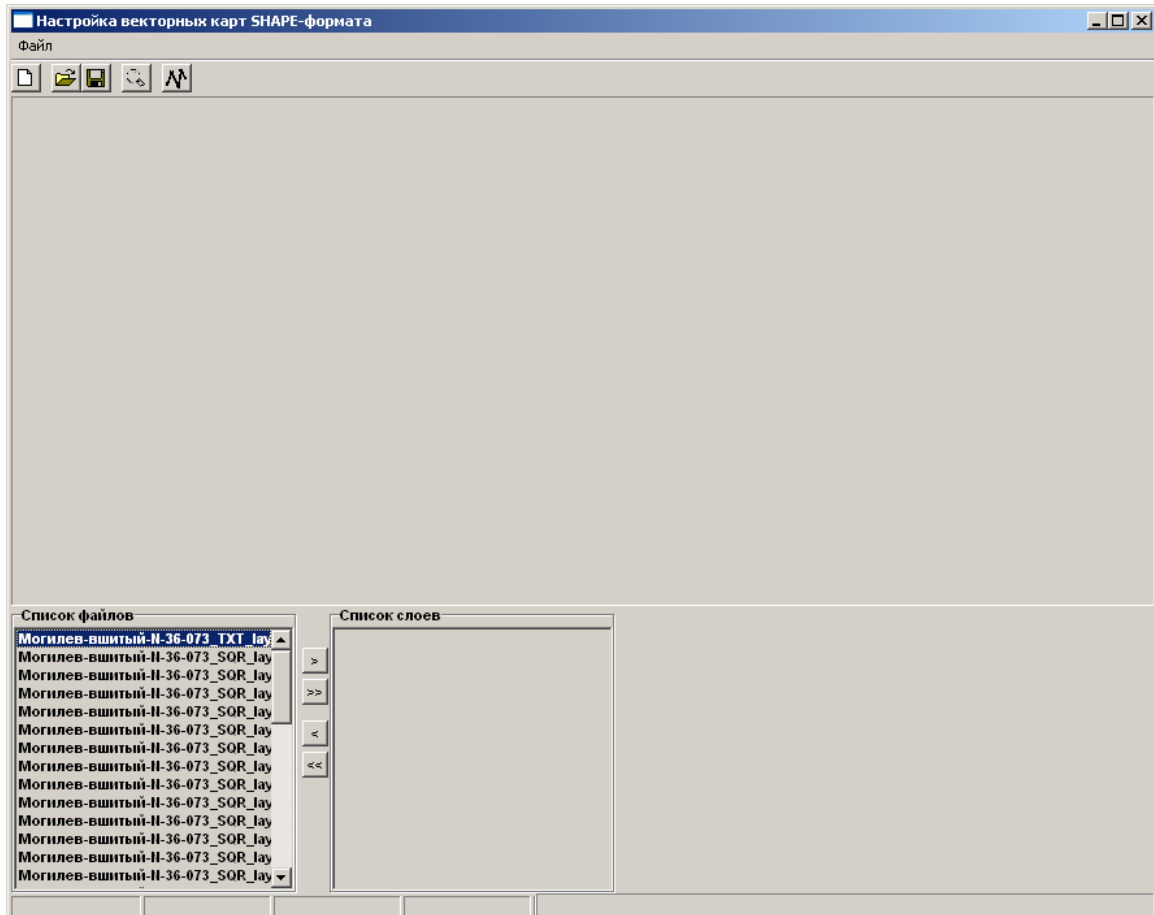 Настройка векторных карт SHAPE-формата
Файл
Список файлов
Список слоев
Могилев-вшитый-N-36-073_TXT_lay
Могилев-вшитый-N-36-073_SQR_lay
Могилев-вшитый-N-36-073_SQR_lay
Могилев-вшитый-N-36-073_SQR_lay
Могилев-вшитый-N-36-073_SQR_lay
Могилев-вшитый-N-36-073_SQR_lay
Могилев-вшитый-N-36-073_SQR_lay
Могилев-вшитый-N-36-073_SQR_lay
Могилев-вшитый-N-36-073_SQR_lay
Могилев-вшитый-N-36-073_SQR_lay
Могилев-вшитый-N-36-073_SQR_lay
Могилев-вшитый-N-36-073_SQR_lay
Могилев-вшитый-N-36-073_SQR_lay
Могилев-вшитый-N-36-073_SQR_lay
>
>>
<
<<